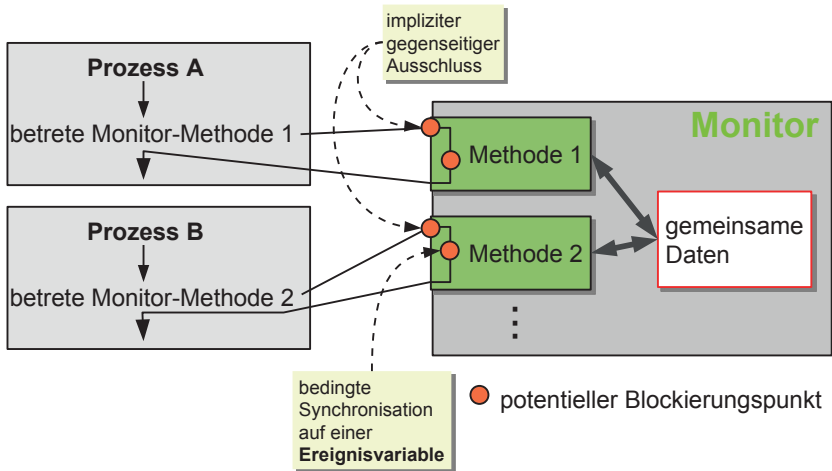 impliziter
gegenseitiger
Ausschluss
Prozess A
betrete Monitor-Methode 1
Monitor
Methode 1
Prozess B
betrete Monitor-Methode 2
Methode 2
gemeinsame
Daten
bedingte
Synchronisation
auf einer
Ereignisvariable
potentieller Blockierungspunkt